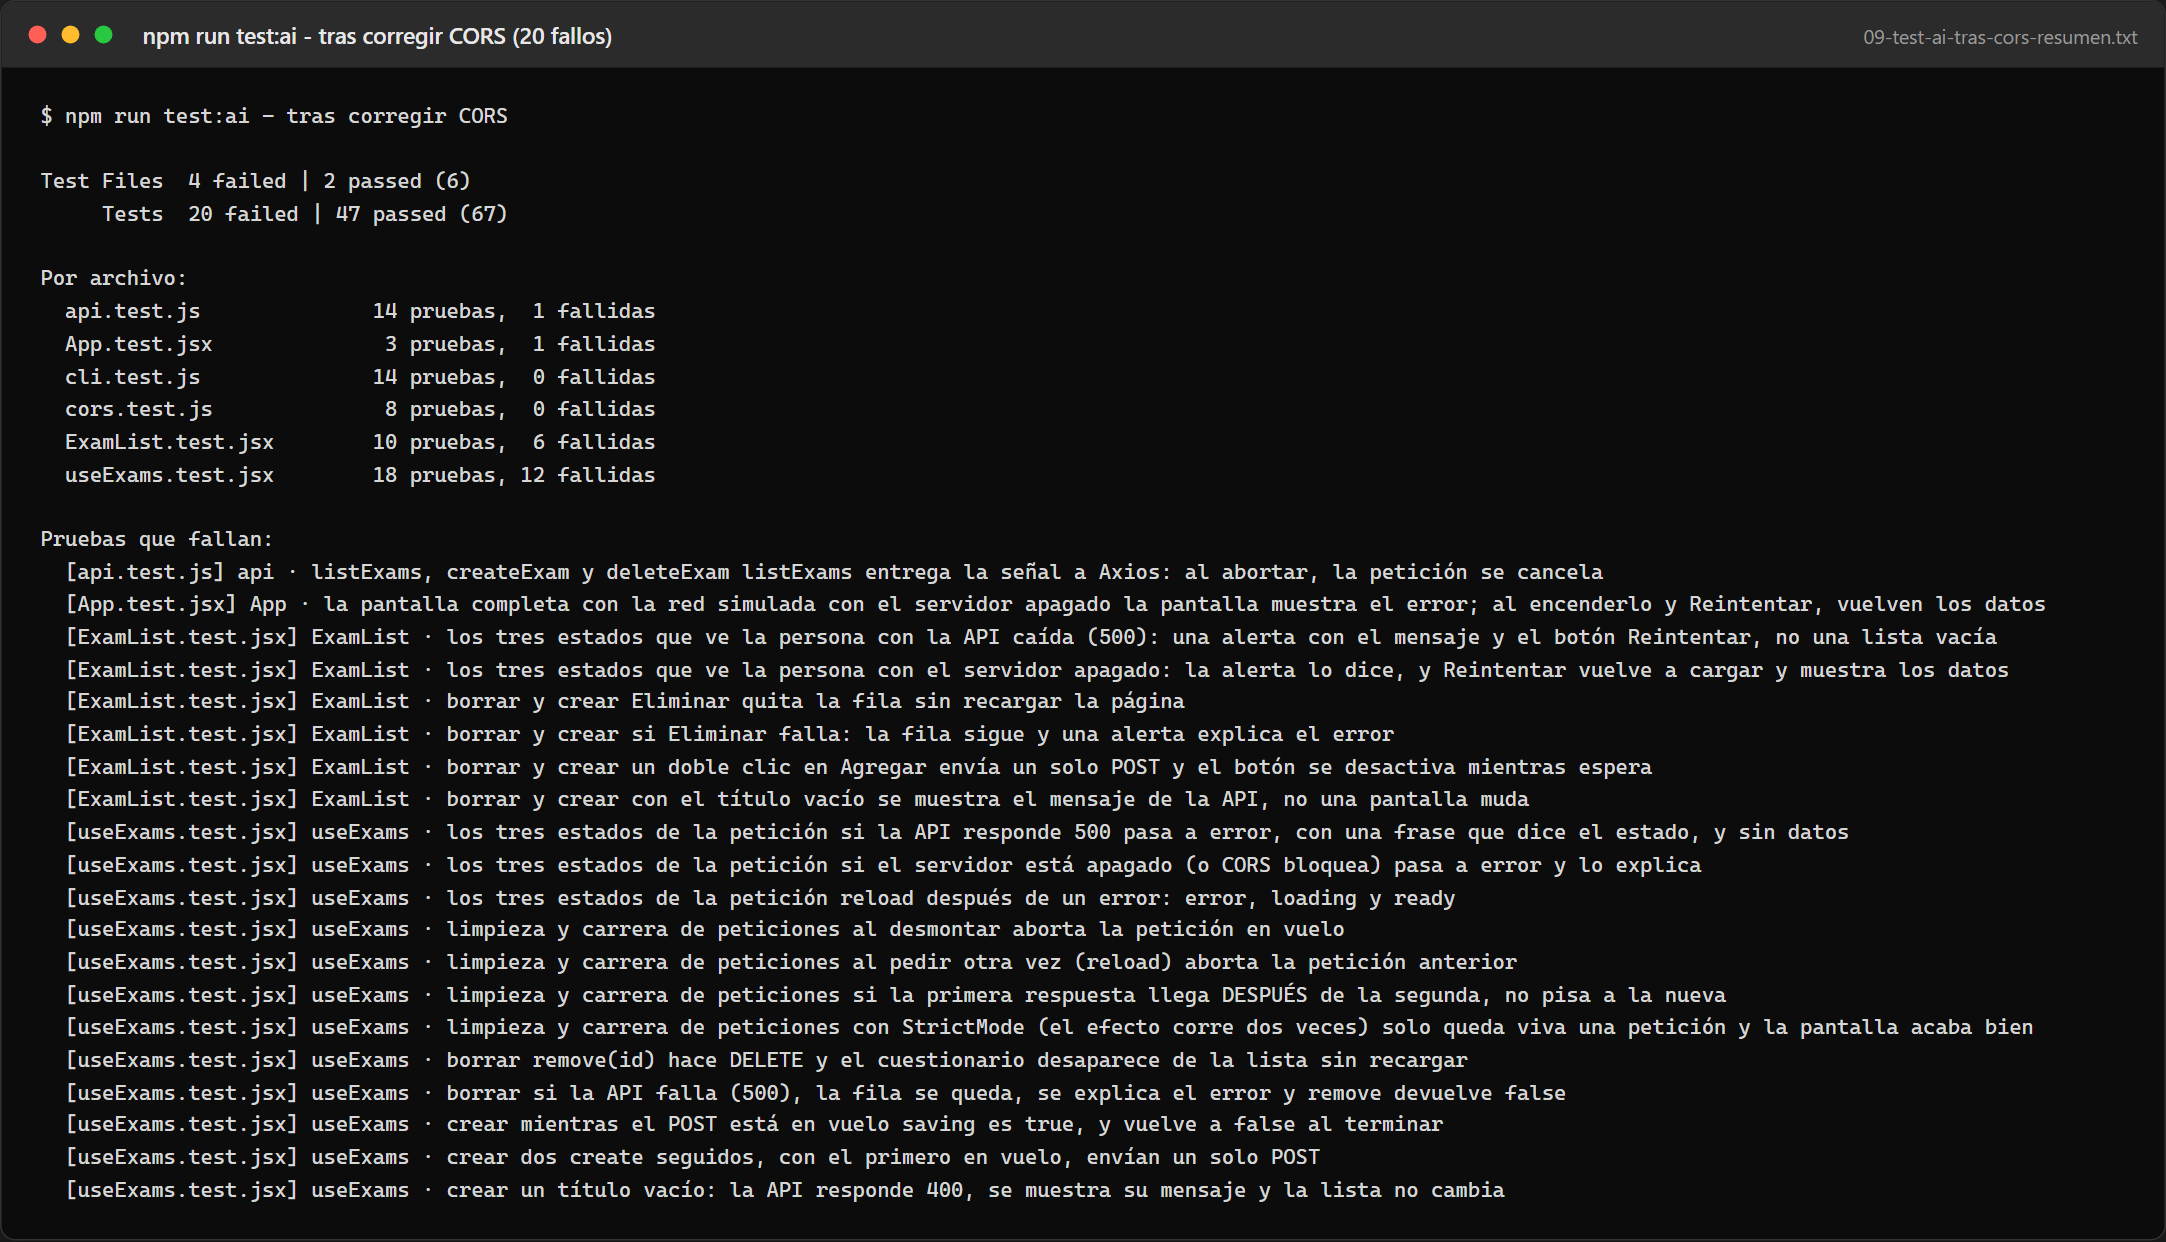 npm run test:ai - tras corregir CORS (20 fallos)
09-test-ai-tras-cors-resumen.txt
$ npm run test:ai — tras corregir CORS
Test Files  4 failed | 2 passed (6)
Tests  20 failed | 47 passed (67)
Por archivo:
api.test.js 14 pruebas, 1 fallidas
App.test.jsx 3 pruebas, 1 fallidas
cli.test.js 14 pruebas, 0 fallidas
cors.test.js 8 pruebas, 0 fallidas
ExamList.test.jsx 10 pruebas, 6 fallidas
useExams.test.jsx 18 pruebas, 12 fallidas
Pruebas que fallan:
[api.test.js] api · listExams, createExam y deleteExam listExams entrega la señal a Axios: al abortar, la petición se cancela
[App.test.jsx] App · la pantalla completa con la red simulada con el servidor apagado la pantalla muestra el error; al encenderlo y Reintentar, vuelven los datos
[ExamList.test.jsx] ExamList · los tres estados que ve la persona con la API caída (500): una alerta con el mensaje y el botón Reintentar, no una lista vacía
[ExamList.test.jsx] ExamList · los tres estados que ve la persona con el servidor apagado: la alerta lo dice, y Reintentar vuelve a cargar y muestra los datos
[ExamList.test.jsx] ExamList · borrar y crear Eliminar quita la fila sin recargar la página
[ExamList.test.jsx] ExamList · borrar y crear si Eliminar falla: la fila sigue y una alerta explica el error
[ExamList.test.jsx] ExamList · borrar y crear un doble clic en Agregar envía un solo POST y el botón se desactiva mientras espera
[ExamList.test.jsx] ExamList · borrar y crear con el título vacío se muestra el mensaje de la API, no una pantalla muda
[useExams.test.jsx] useExams · los tres estados de la petición si la API responde 500 pasa a error, con una frase que dice el estado, y sin datos
[useExams.test.jsx] useExams · los tres estados de la petición si el servidor está apagado (o CORS bloquea) pasa a error y lo explica
[useExams.test.jsx] useExams · los tres estados de la petición reload después de un error: error, loading y ready
[useExams.test.jsx] useExams · limpieza y carrera de peticiones al desmontar aborta la petición en vuelo
[useExams.test.jsx] useExams · limpieza y carrera de peticiones al pedir otra vez (reload) aborta la petición anterior
[useExams.test.jsx] useExams · limpieza y carrera de peticiones si la primera respuesta llega DESPUÉS de la segunda, no pisa a la nueva
[useExams.test.jsx] useExams · limpieza y carrera de peticiones con StrictMode (el efecto corre dos veces) solo queda viva una petición y la pantalla acaba bien
[useExams.test.jsx] useExams · borrar remove(id) hace DELETE y el cuestionario desaparece de la lista sin recargar
[useExams.test.jsx] useExams · borrar si la API falla (500), la fila se queda, se explica el error y remove devuelve false
[useExams.test.jsx] useExams · crear mientras el POST está en vuelo saving es true, y vuelve a false al terminar
[useExams.test.jsx] useExams · crear dos create seguidos, con el primero en vuelo, envían un solo POST
[useExams.test.jsx] useExams · crear un título vacío: la API responde 400, se muestra su mensaje y la lista no cambia